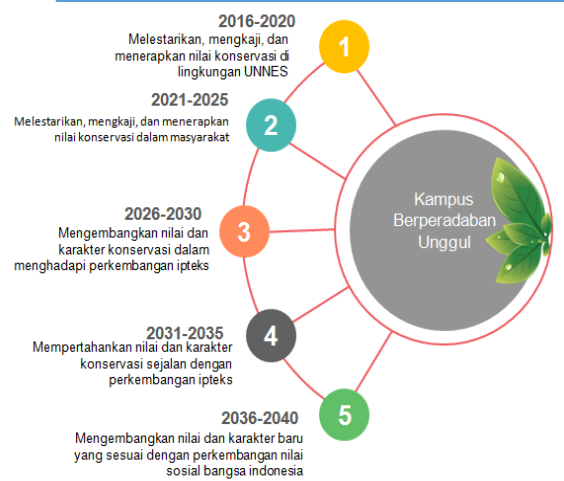 2016-2020
Melestarikan, mengkaji, dan
menerapkan nilai konservasi di
lingkungan UNNES
1
2021-2025
Melestarikan, mengkaji, dan menerapkan
nilai konservasi dalam masyarakat
2
2026-2030
Mengembangkan nilai dan
karakter konservasi dalam
menghadapi perkembangan ipteks
3
2031-2035
Mempertahankan nilai dan karakter
konservasi sejalan dengan
perkembangan ipteks
4
2036-2040
Mengembangkan nilai dan karakter baru
yang sesuai dengan perkembangan nilai
sosial bangsa indonesia
5
Kampus
Berperadaban
Unggul